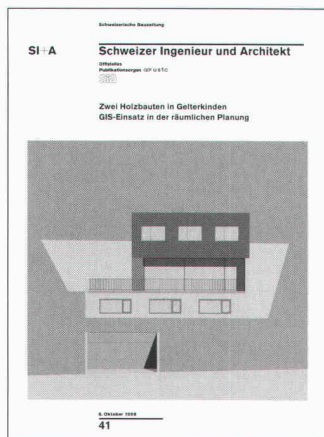 Schweizerische Bauzeitung
SI+A
Schweizer Ingenieur und Architekt
Offizielles
Publikationsorgan
Zwei Holzbauten in Gelterkinden
GIS-Einsatz in der räumlichen Planung
9. Oktober 1998
41